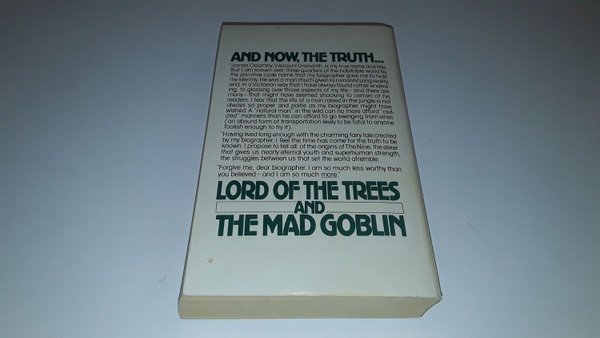 AND NOW, THE TRUTH...
"James Cloamby, Viscount Grandrith, is my true name and title.
But I am known over three-quarters of the habitable world by
the primitive code name that my biographer gave me to hide
my identity. He was a man much given to romanticizing reality
and, in a Victorian way that I have always found rather endear-
ing, to glossing over those aspects of my life—and there are
many—that might have seemed shocking to certain of his
readers. I fear that the life of a man raised in the jungle is not
always so proper and polite as my biographer might have
wished. A "natural man" in the wild can no more afford "civil-
ized" manners than he can afford to go swinging from vines
(an absurd form of transportation likely to be fatal to anyone
foolish enough to try it).
"Having lived long enough with the charming fairy tale created
by my biographer, I feel the time has come for the truth to be
known. I propose to tell all: of the origins of The Nine, the elixir
that gives us nearly eternal youth and superhuman strength,
the struggles between us that set the world atremble.
"Forgive me, dear biographer. I am so much less worthy than
you believed—and I am so much more."
LORD OF THE TREES
AND
THE MAD GOBLIN